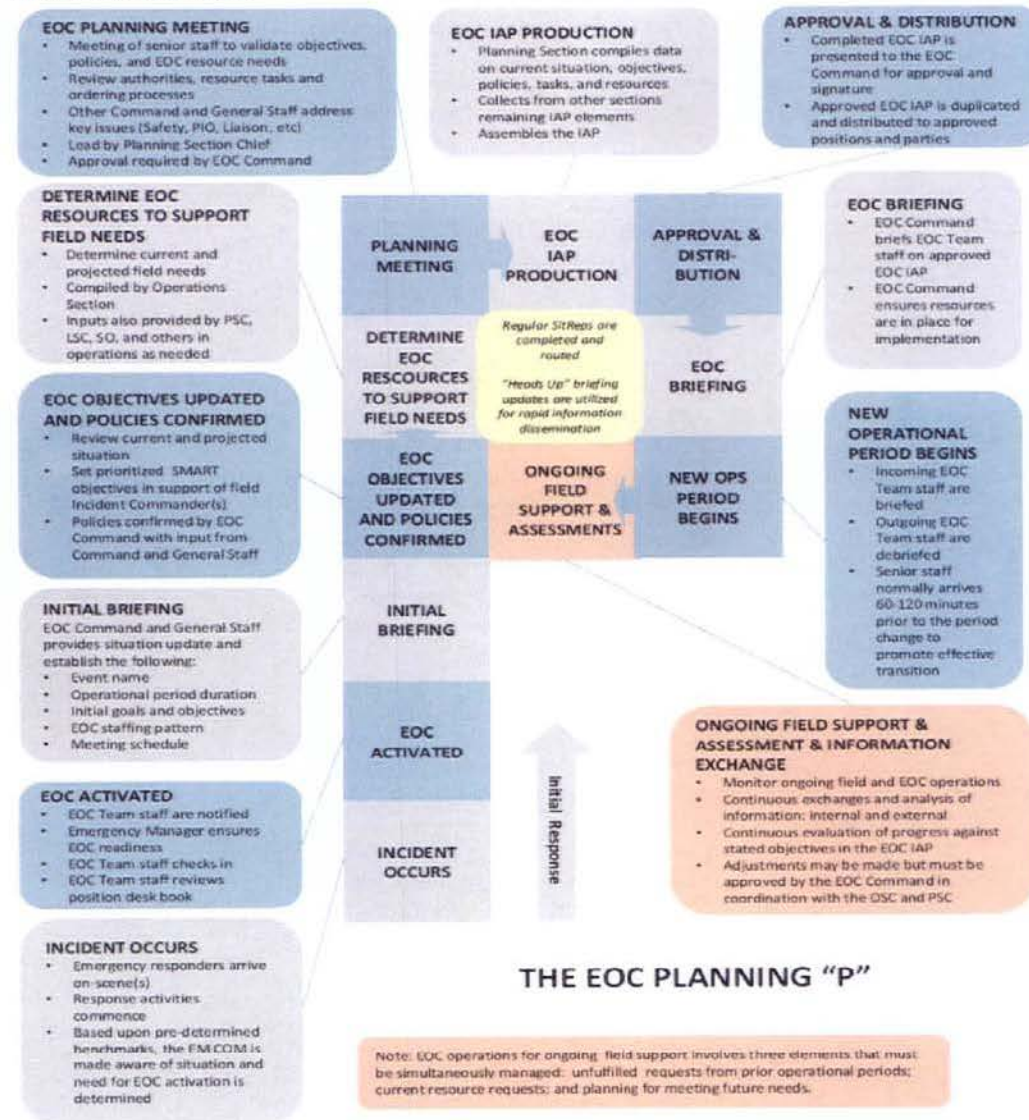 EOC PLANNING MEETING
• Meeting of senior staff to validate objectives,
policies, and EOC resource needs
• Review authorities, resource tasks and
ordering processes
• Other Command and General Staff address
key issues (Safety, PIO, Liaison, etc)
• Lead by Planning Section Chief
• Approval required by EOC Command
EOC IAP PRODUCTION
• Planning Section compiles data
on current situation, objectives,
policies, tasks, and resources
• Collects from other sections
remaining IAP elements
• Assembles the IAP
APPROVAL & DISTRIBUTION
• Completed EOC IAP is
presented to the EOC
Command for approval and
signature
• Approved EOC IAP is duplicated
and distributed to approved
positions and parties
DETERMINE EOC
RESOURCES TO SUPPORT
FIELD NEEDS
• Determine current and
projected field needs
• Compiled by Operations
Section
• Inputs also provided by PSC,
LSC, SO, and others in
operations as needed
PLANNING
MEETING
EOC
IAP
PRODUCTION
APPROVAL &
DISTRI-
BUTION
EOC BRIEFING
• EOC Command
briefs EOC Team
staff on approved
EOC IAP
• EOC Command
ensures resources
are in place for
implementation
DETERMINE
EOC
RESCOURCES
TO SUPPORT
FIELD NEEDS
Regular SitReps are
completed and
routed
"Heads Up" briefing
updates are utilized
for rapid information
dissemination
EOC
BRIEFING
EOC OBJECTIVES UPDATED
AND POLICIES CONFIRMED
• Review current and projected
situation
• Set prioritized SMART
objectives in support of field
Incident Commander(s)
• Policies confirmed by EOC
Command with input from
Command and General Staff
EOC
OBJECTIVES
UPDATED
AND POLICIES
CONFIRMED
ONGOING
FIELD
SUPPORT &
ASSESSMENTS
NEW OPS
PERIOD
BEGINS
NEW
OPERATIONAL
PERIOD BEGINS
• Incoming EOC
Team staff are
briefed
• Outgoing EOC
Team staff are
debriefed
• Senior staff
normally arrives
60-120 minutes
prior to the period
change to
promote effective
transition
INITIAL BRIEFING
EOC Command and General Staff
provides situation update and
establish the following:
• Event name
• Operational period duration
• Initial goals and objectives
• EOC staffing pattern
• Meeting schedule
INITIAL
BRIEFING
EOC
ACTIVATED
Initial Response
ONGOING FIELD SUPPORT &
ASSESSMENT & INFORMATION
EXCHANGE
• Monitor ongoing field and EOC operations
• Continuous exchanges and analysis of
information: internal and external
• Continuous evaluation of progress against
stated objectives in the EOC IAP
• Adjustments may be made but must be
approved by the EOC Command in
coordination with the OSC and PSC
EOC ACTIVATED
• EOC Team staff are notified
• Emergency Manager ensures
EOC readiness
• EOC Team staff checks in
• EOC Team staff reviews
position desk book
INCIDENT
OCCURS
INCIDENT OCCURS
• Emergency responders arrive
on-scene(s)
• Response activities
commence
• Based upon pre-determined
benchmarks, the EM COM is
made aware of situation and
need for EOC activation is
determined
THE EOC PLANNING "P"
Note: EOC operations for ongoing field support involves three elements that must
be simultaneously managed: unfulfilled requests from prior operational periods;
current resource requests; and planning for meeting future needs.